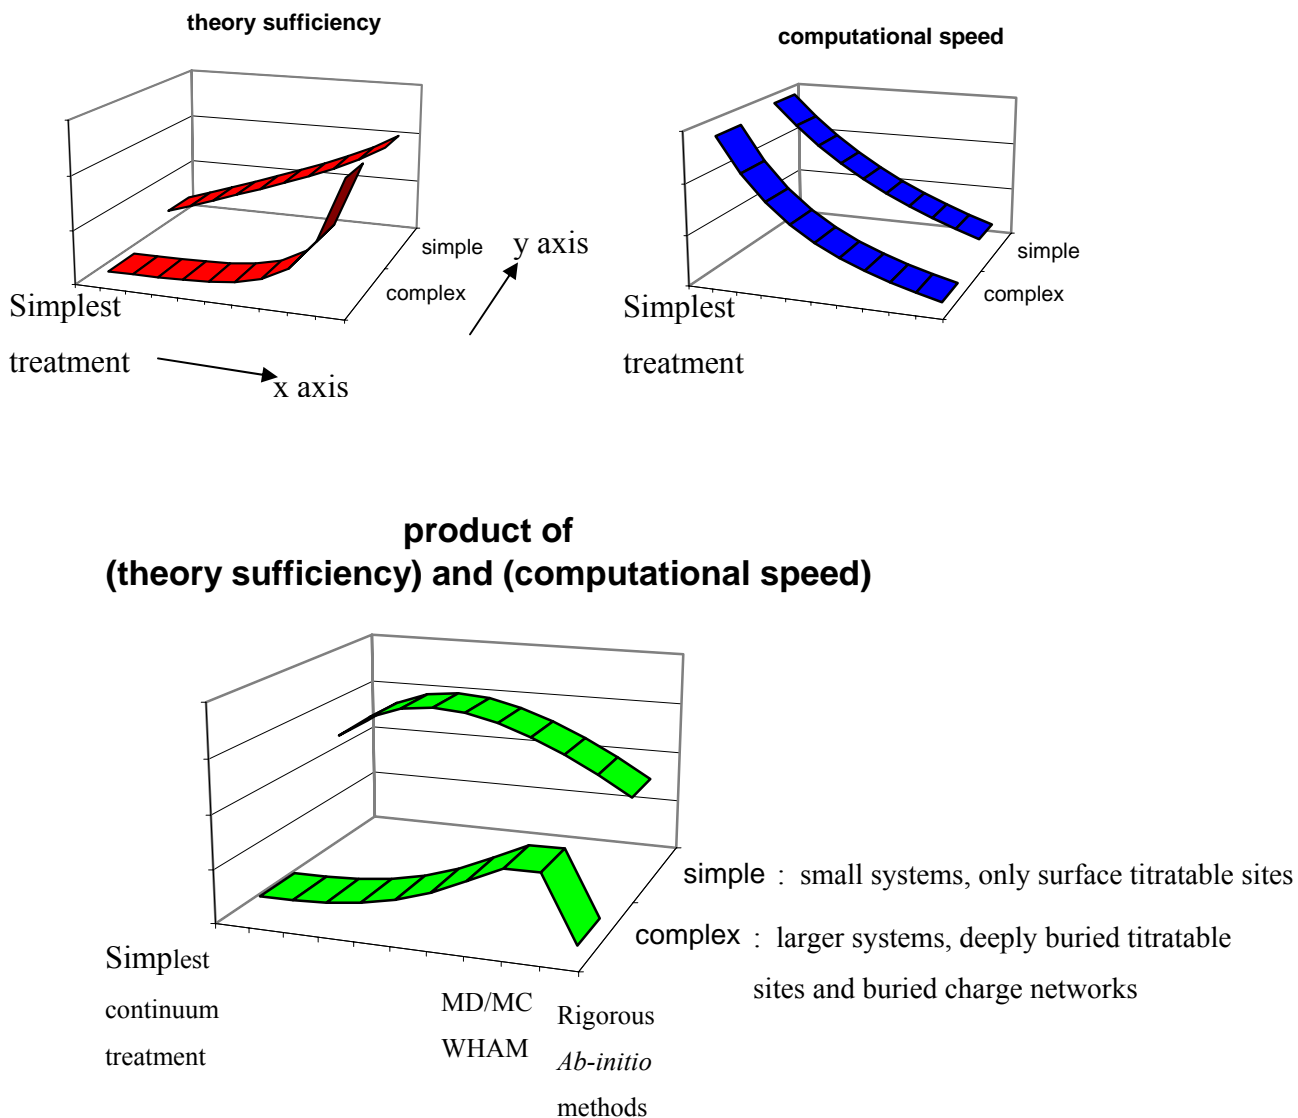 theory sufficiency
computational speed
simple
y axis
complex
Simplest
treatment
x axis
simple
complex
Simplest
treatment
product of
(theory sufficiency) and (computational speed)
simple : small systems, only surface titratable sites
complex : larger systems, deeply buried titratable
sites and buried charge networks
Simplest
continuum
treatment
MD/MC
WHAM
Rigorous
Ab-initio
methods